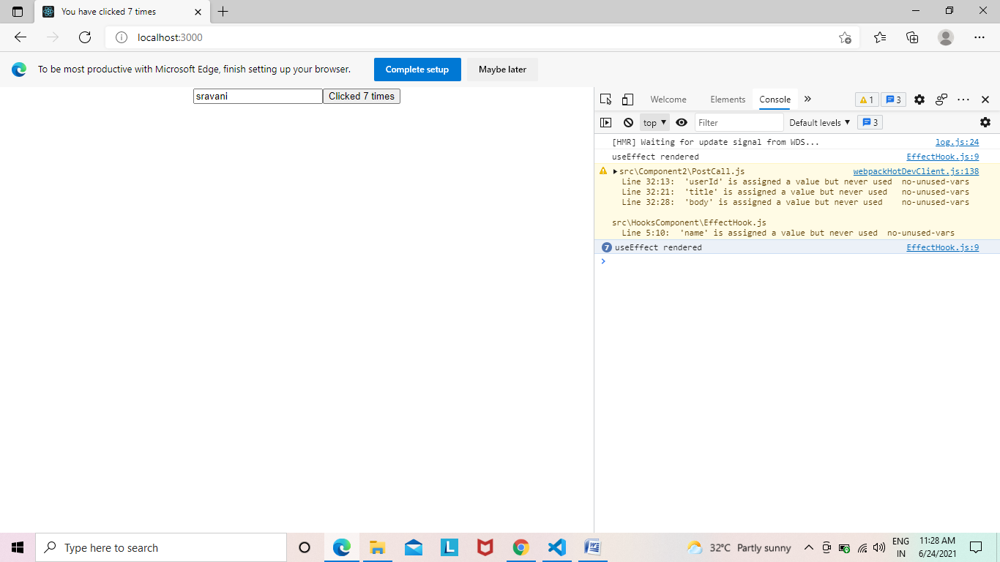 You have clicked 7 times
localhost:3000
To be most productive with Microsoft Edge, finish setting up your browser. Complete setup Maybe later
sravani Clicked 7 times
Welcome Elements Console 1 3
top Filter Default levels 3
[HMR] Waiting for update signal from WDS... log.js:24
useEffect rendered EffectHook.js:9
src\Component2\PostCall.js webpackHotDevClient.js:138
Line 32:13: 'userId' is assigned a value but never used no-unused-vars
Line 32:21: 'title' is assigned a value but never used no-unused-vars
Line 32:28: 'body' is assigned a value but never used no-unused-vars
src\HooksComponent\EffectHook.js
Line 5:10: 'name' is assigned a value but never used no-unused-vars
7 useEffect rendered EffectHook.js:9
Type here to search L W 32°C Partly sunny ENG 11:28 AM
IN 6/24/2021